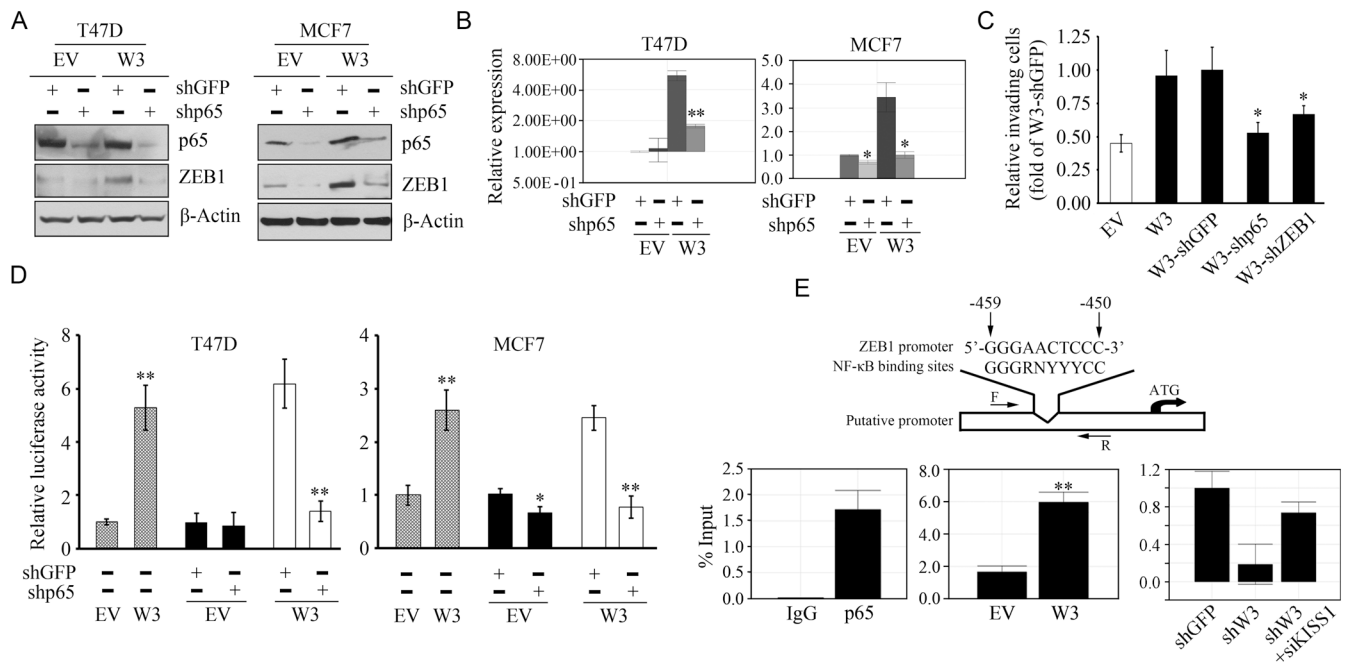 A
T47D
MCF7
EV W3 EV W3
+ - + - + - + - shGFP
- + - + - + - + shp65
p65 p65
ZEB1 ZEB1
β-Actin β-Actin
B
T47D
MCF7
Relative expression
8.00E+00
4.00E+00
2.00E+00
1.00E+00
5.00E-01
5.0
4.0
3.0
2.0
1.0
0
**
* *
shGFP + - + -
shp65 - + - +
EV W3
shGFP + - + -
shp65 - + - +
EV W3
C
Relative invading cells
(fold of W3-shGFP)
1.25
1.00
0.75
0.50
0.25
0.00
* *
EV
W3
W3-shGFP
W3-shp65
W3-shZEB1
D
Relative luciferase activity
T47D
8
6
4
2
0
** **
MCF7
4
3
2
1
0
** * **
shGFP - - + - + - - - + - + -
shp65 - - - + - + - - - + - +
EV W3 EV W3 EV W3 EV W3
E
-459 -450
ZEB1 promoter 5’-GGGAACTCCC-3’
NF-κB binding sites GGGRNYYYCC
F
ATG
Putative promoter
R
% Input
2.5
2.0
1.5
1.0
0.5
0.0
IgG p65
8.0
6.0
4.0
2.0
0.0
**
EV W3
1.2
0.8
0.4
0.0
shGFP
shW3
shW3
+siKISS1